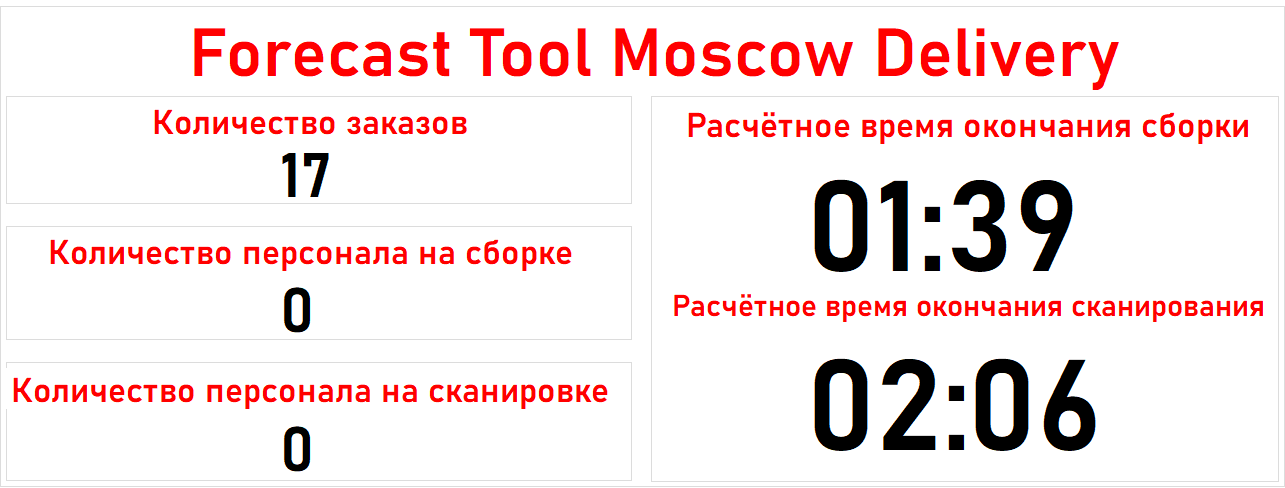 Forecast Tool Moscow Delivery
Количество заказов
17
Количество персонала на сборке
0
Количество персонала на сканировке
0
Расчётное время окончания сборки
01:39
Расчётное время окончания сканирования
02:06